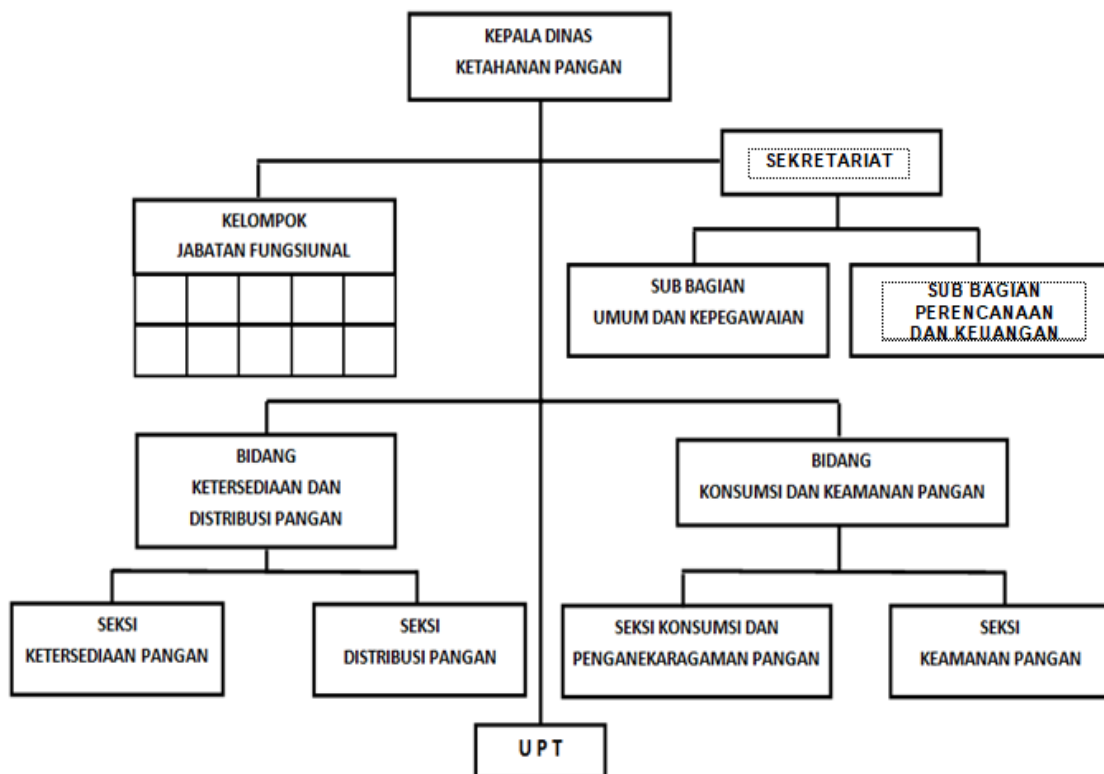 KEPALA DINAS
KETAHANAN PANGAN
SEKRETARIAT
KELOMPOK
JABATAN FUNGSIUNAL
SUB BAGIAN
UMUM DAN KEPEGAWAIAN
SUB BAGIAN
PERENCANAAN
DAN KEUANGAN
BIDANG
KETERSEDIAAN DAN
DISTRIBUSI PANGAN
BIDANG
KONSUMSI DAN KEAMANAN PANGAN
SEKSI
KETERSEDIAAN PANGAN
SEKSI
DISTRIBUSI PANGAN
SEKSI KONSUMSI DAN
PENGANEKARAGAMAN PANGAN
SEKSI
KEAMANAN PANGAN
U P T